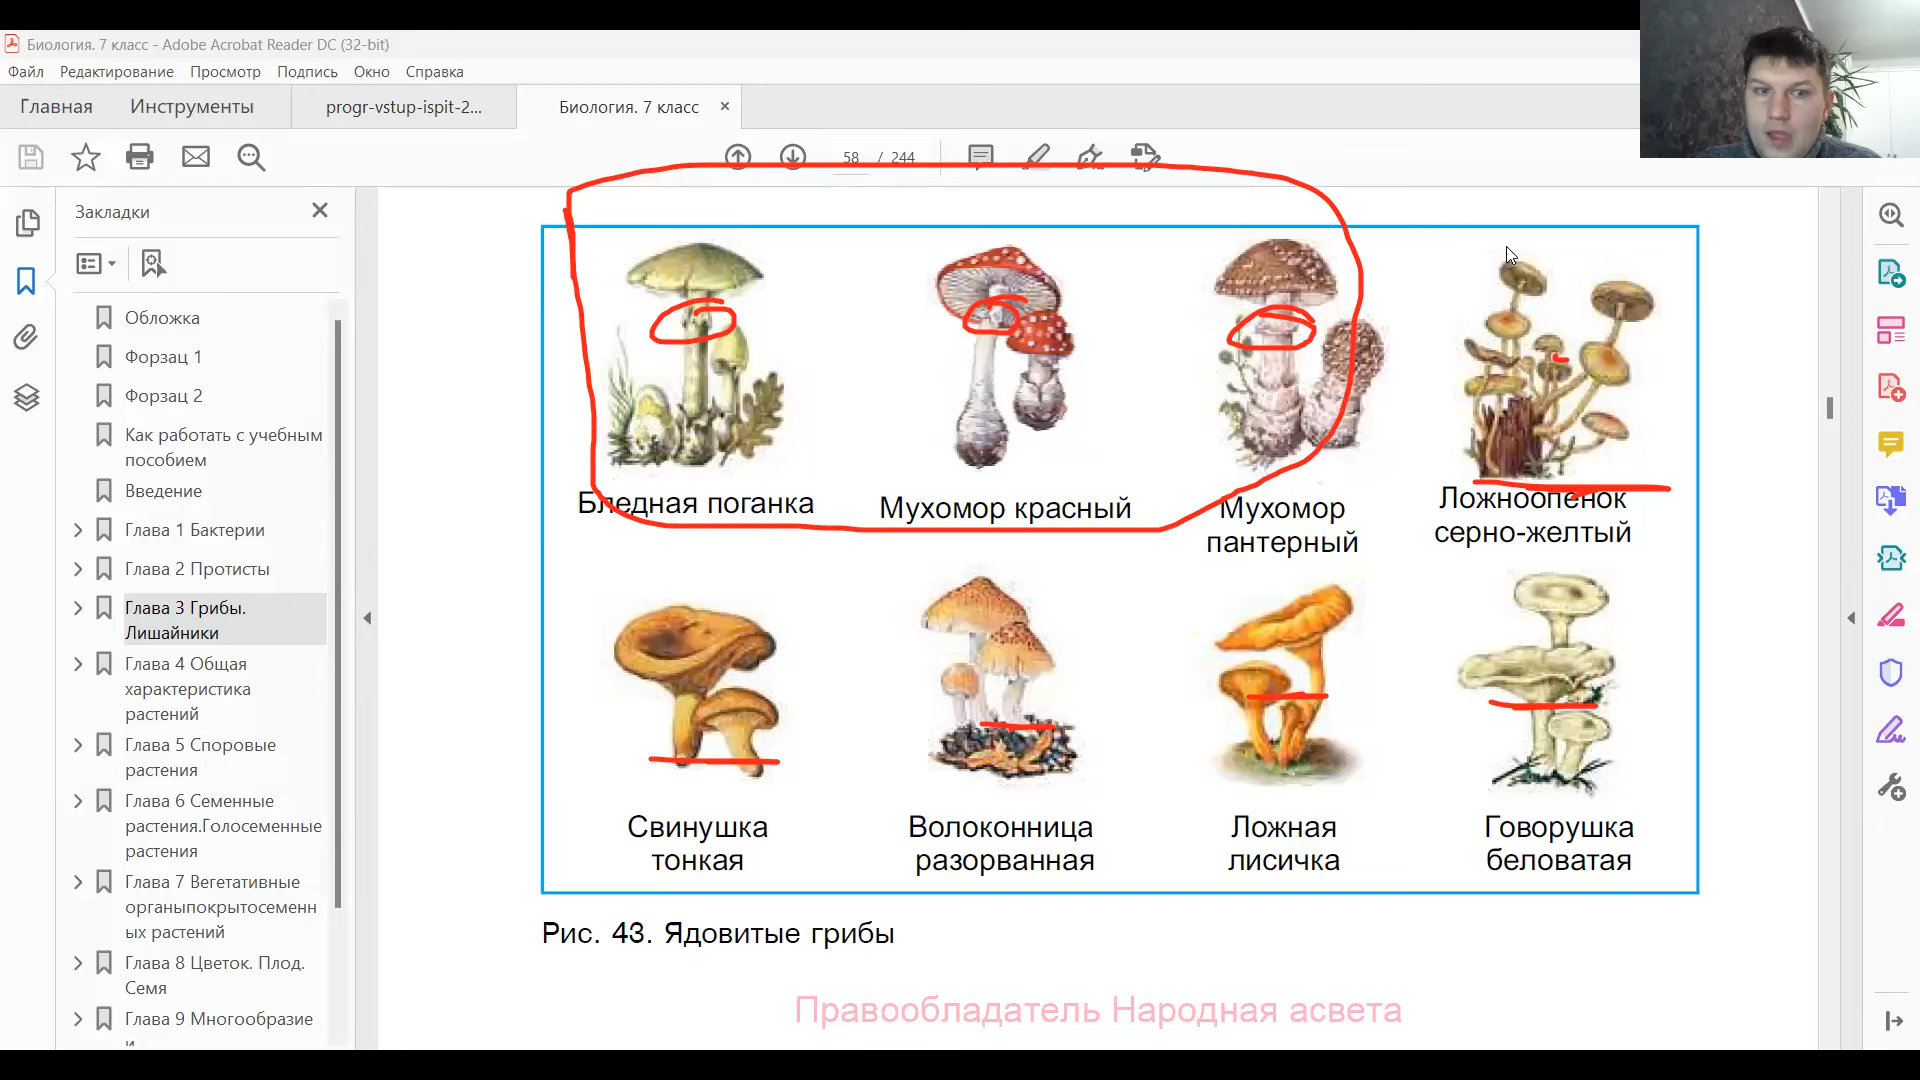 Биология. 7 класс - Adobe Acrobat Reader DC (32-bit)
Файл Редактирование Просмотр Подпись Окно Справка
Главная Инструменты progr-vstup-ispit-2... Биология. 7 класс ×
58 / 244
Закладки
Обложка
Форзац 1
Форзац 2
Как работать с учебным
пособием
Введение
Глава 1 Бактерии
Глава 2 Протисты
Глава 3 Грибы.
Лишайники
Глава 4 Общая
характеристика
растений
Глава 5 Споровые
растения
Глава 6 Семенные
растения.Голосеменные
растения
Глава 7 Вегетативные
органыпокрытосеменн
ых растений
Глава 8 Цветок. Плод.
Семя
Глава 9 Многообразие
и
Бледная поганка
Мухомор красный
Мухомор
пантерный
Ложноопенок
серно-желтый
Свинушка
тонкая
Волоконница
разорванная
Ложная
лисичка
Говорушка
беловатая
Рис. 43. Ядовитые грибы
Правообладатель Народная асвета